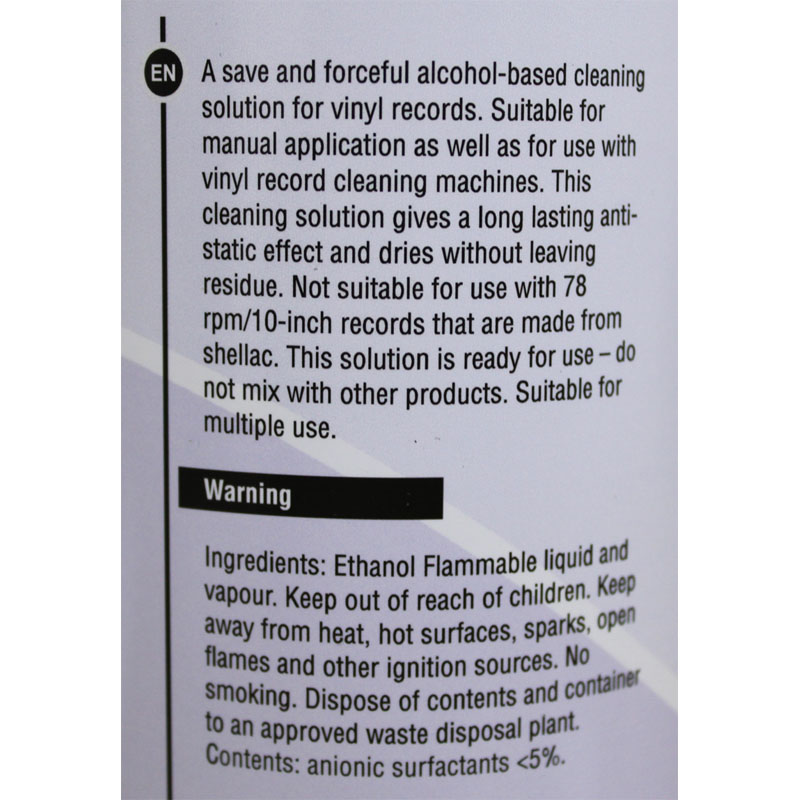 EN
A save and forceful alcohol-based cleaning
solution for vinyl records. Suitable for
manual application as well as for use with
vinyl record cleaning machines. This
cleaning solution gives a long lasting anti-
static effect and dries without leaving
residue. Not suitable for use with 78
rpm/10-inch records that are made from
shellac. This solution is ready for use – do
not mix with other products. Suitable for
multiple use.
Warning
Ingredients: Ethanol Flammable liquid and
vapour. Keep out of reach of children. Keep
away from heat, hot surfaces, sparks, open
flames and other ignition sources. No
smoking. Dispose of contents and container
to an approved waste disposal plant.
Contents: anionic surfactants <5%.